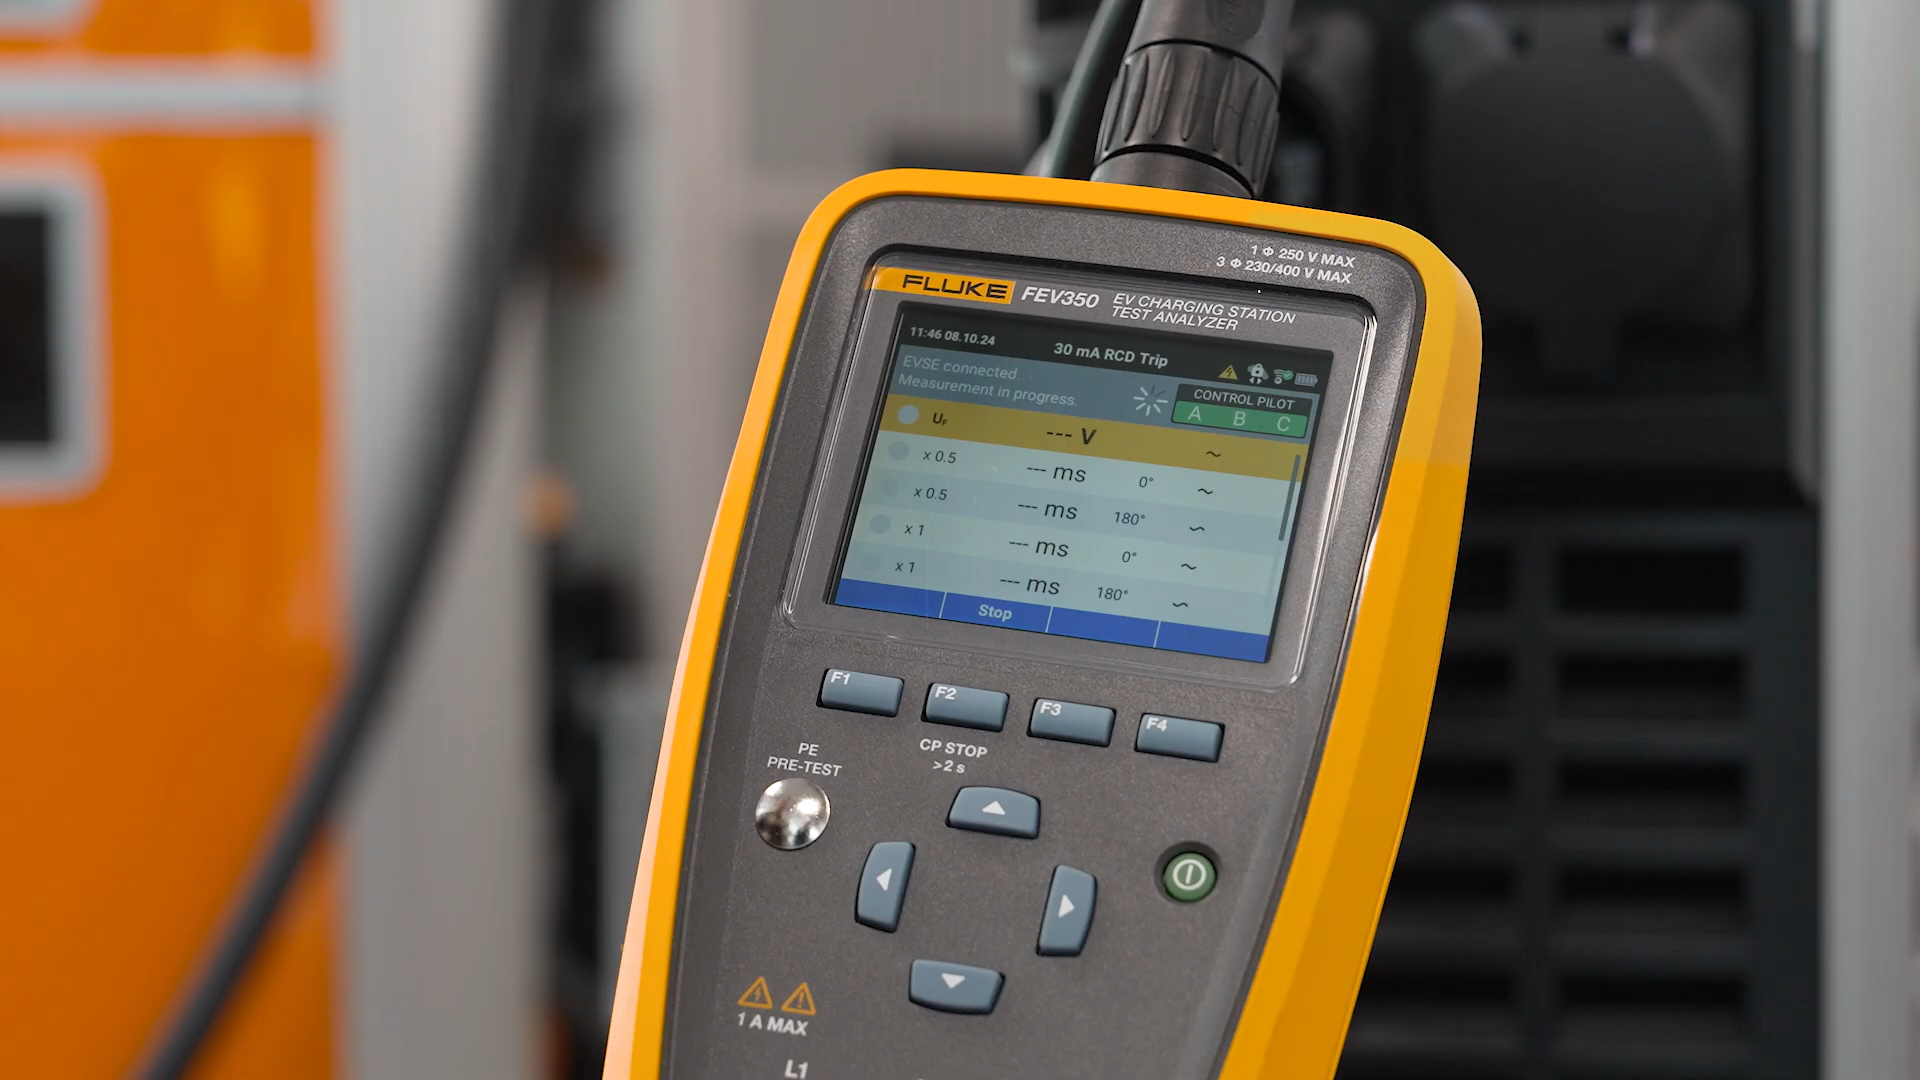 1 Φ 250 V MAX
3 Φ 230/400 V MAX
FLUKE FEV350 EV CHARGING STATION
TEST ANALYZER
11:46 08.10.24 30 mA RCD Trip
EVSE connected.
Measurement in progress.
CONTROL PILOT
A B C
UF --- V ~
x 0.5 --- ms 0° ~
x 0.5 --- ms 180° ∽
x 1 --- ms 0° ~
x 1 --- ms 180° ∽
Stop
F1 F2 F3 F4
PE
PRE-TEST
CP STOP
>2 s
1 A MAX
L1